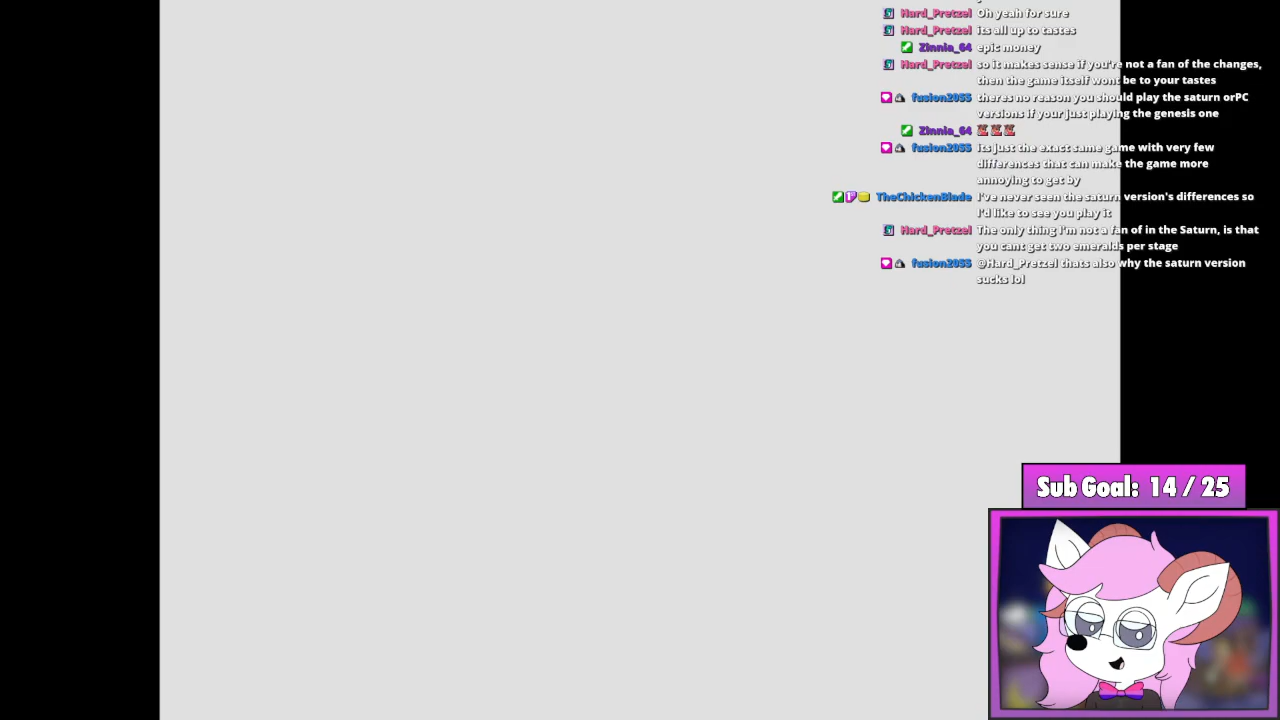 Hard_Pretzel Oh yeah for sure
Hard_Pretzel its all up to tastes
Zinnia_64 epic money
Hard_Pretzel so it makes sense if you're not a fan of the changes,
then the game itself wont be to your tastes
fusion2055 theres no reason you should play the saturn orPC
versions if your just playing the genesis one
Zinnia_64
fusion2055 its just the exact same game with very few
differences that can make the game more
annoying to get by
TheChickenBlade I've never seen the saturn version's differences so
I'd like to see you play it
Hard_Pretzel The only thing I'm not a fan of in the Saturn, is that
you cant get two emeralds per stage
fusion2055 @Hard_Pretzel thats also why the saturn version
sucks lol
Sub Goal: 14 / 25